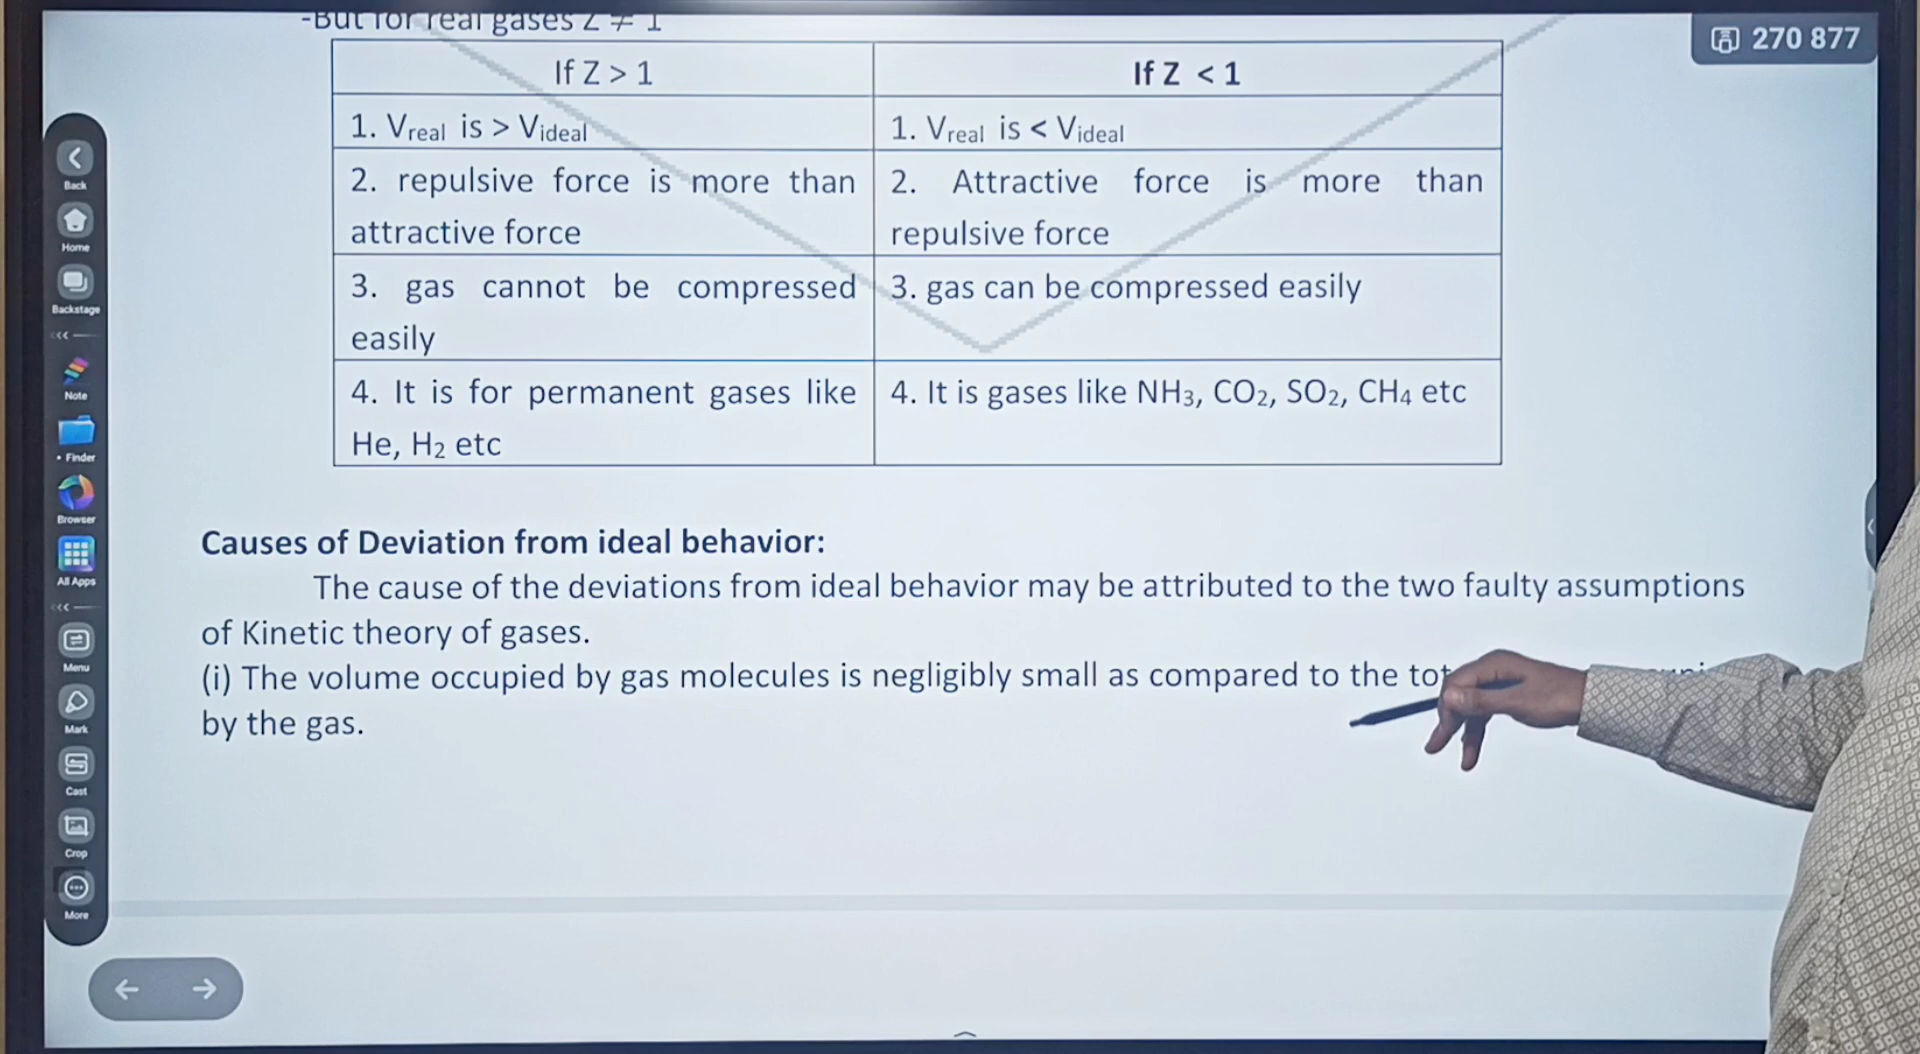 -But for real gases Z ≠ 1
270 877
If Z > 1
If Z < 1
1. Vreal is > Videal
1. Vreal is < Videal
2. repulsive force is more than
attractive force
2. Attractive force is more than
repulsive force
3. gas cannot be compressed
easily
3. gas can be compressed easily
4. It is for permanent gases like
He, H₂ etc
4. It is gases like NH₃, CO₂, SO₂, CH₄ etc
Causes of Deviation from ideal behavior:
The cause of the deviations from ideal behavior may be attributed to the two faulty assumptions
of Kinetic theory of gases.
(i) The volume occupied by gas molecules is negligibly small as compared to the
by the gas.
Back
Home
Backstage
Note
• Finder
Browser
All Apps
Menu
Mark
Cast
Crop
More